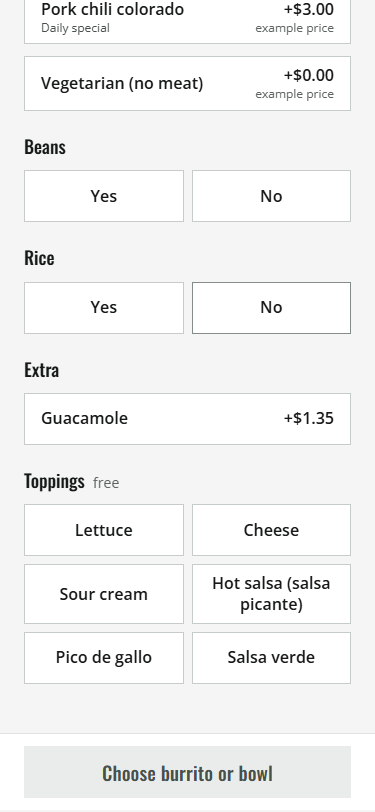 Pork chili colorado
+$3.00
Daily special
example price
Vegetarian (no meat)
+$0.00
example price
Beans
Yes
No
Rice
Yes
No
Extra
Guacamole
+$1.35
Toppings free
Lettuce
Cheese
Sour cream
Hot salsa (salsa
picante)
Pico de gallo
Salsa verde
Choose burrito or bowl